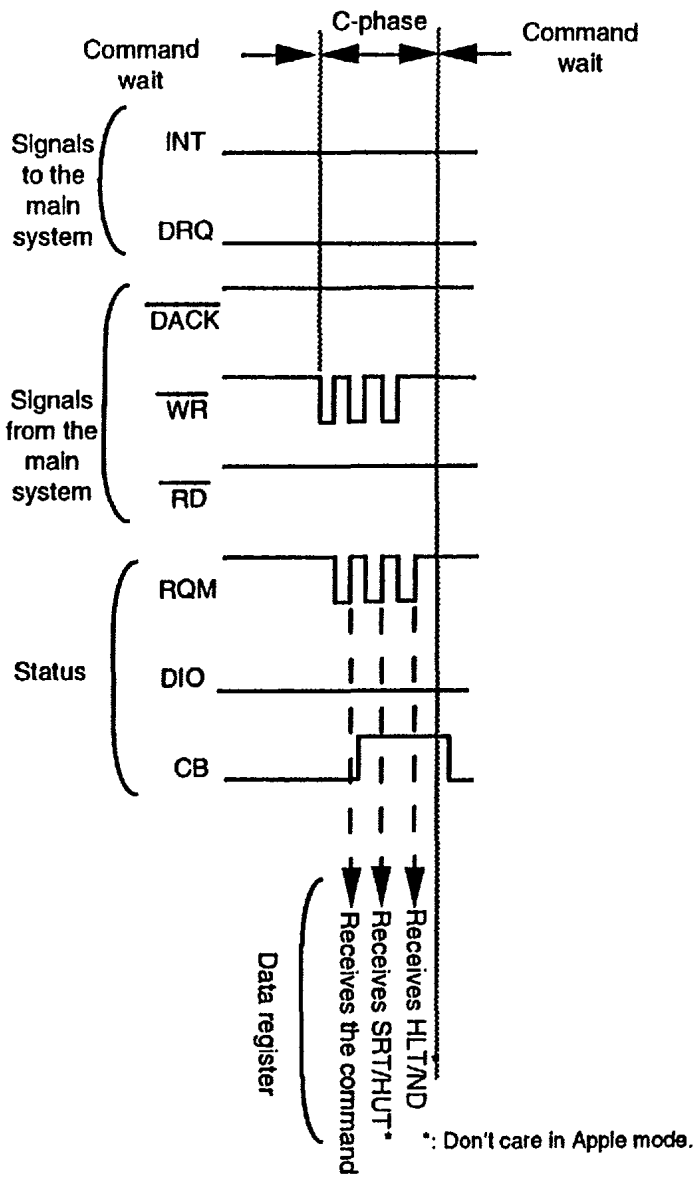 C-phase
Command
wait
Command
wait
Signals
to the
main
system
INT
DRQ
Signals
from the
main
system
DACK
WR
RD
Status
RQM
DIO
CB
Data register
Receives the command
Receives SRT/HUT*
Receives HLT/ND
*: Don't care in Apple mode.